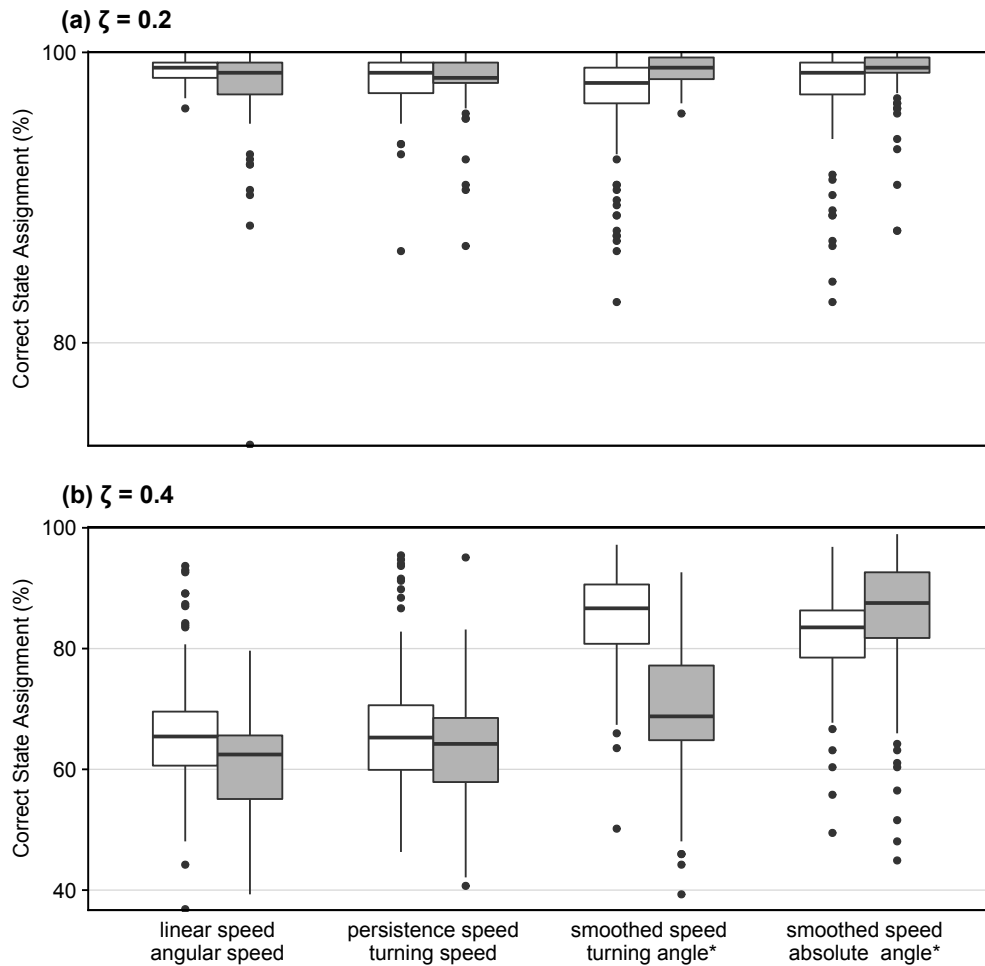 (a) ζ = 0.2
Correct State Assignment (%)
100
80
(b) ζ = 0.4
Correct State Assignment (%)
100
80
60
40
linear speed
angular speed
persistence speed
turning speed
smoothed speed
turning angle*
smoothed speed
absolute angle*